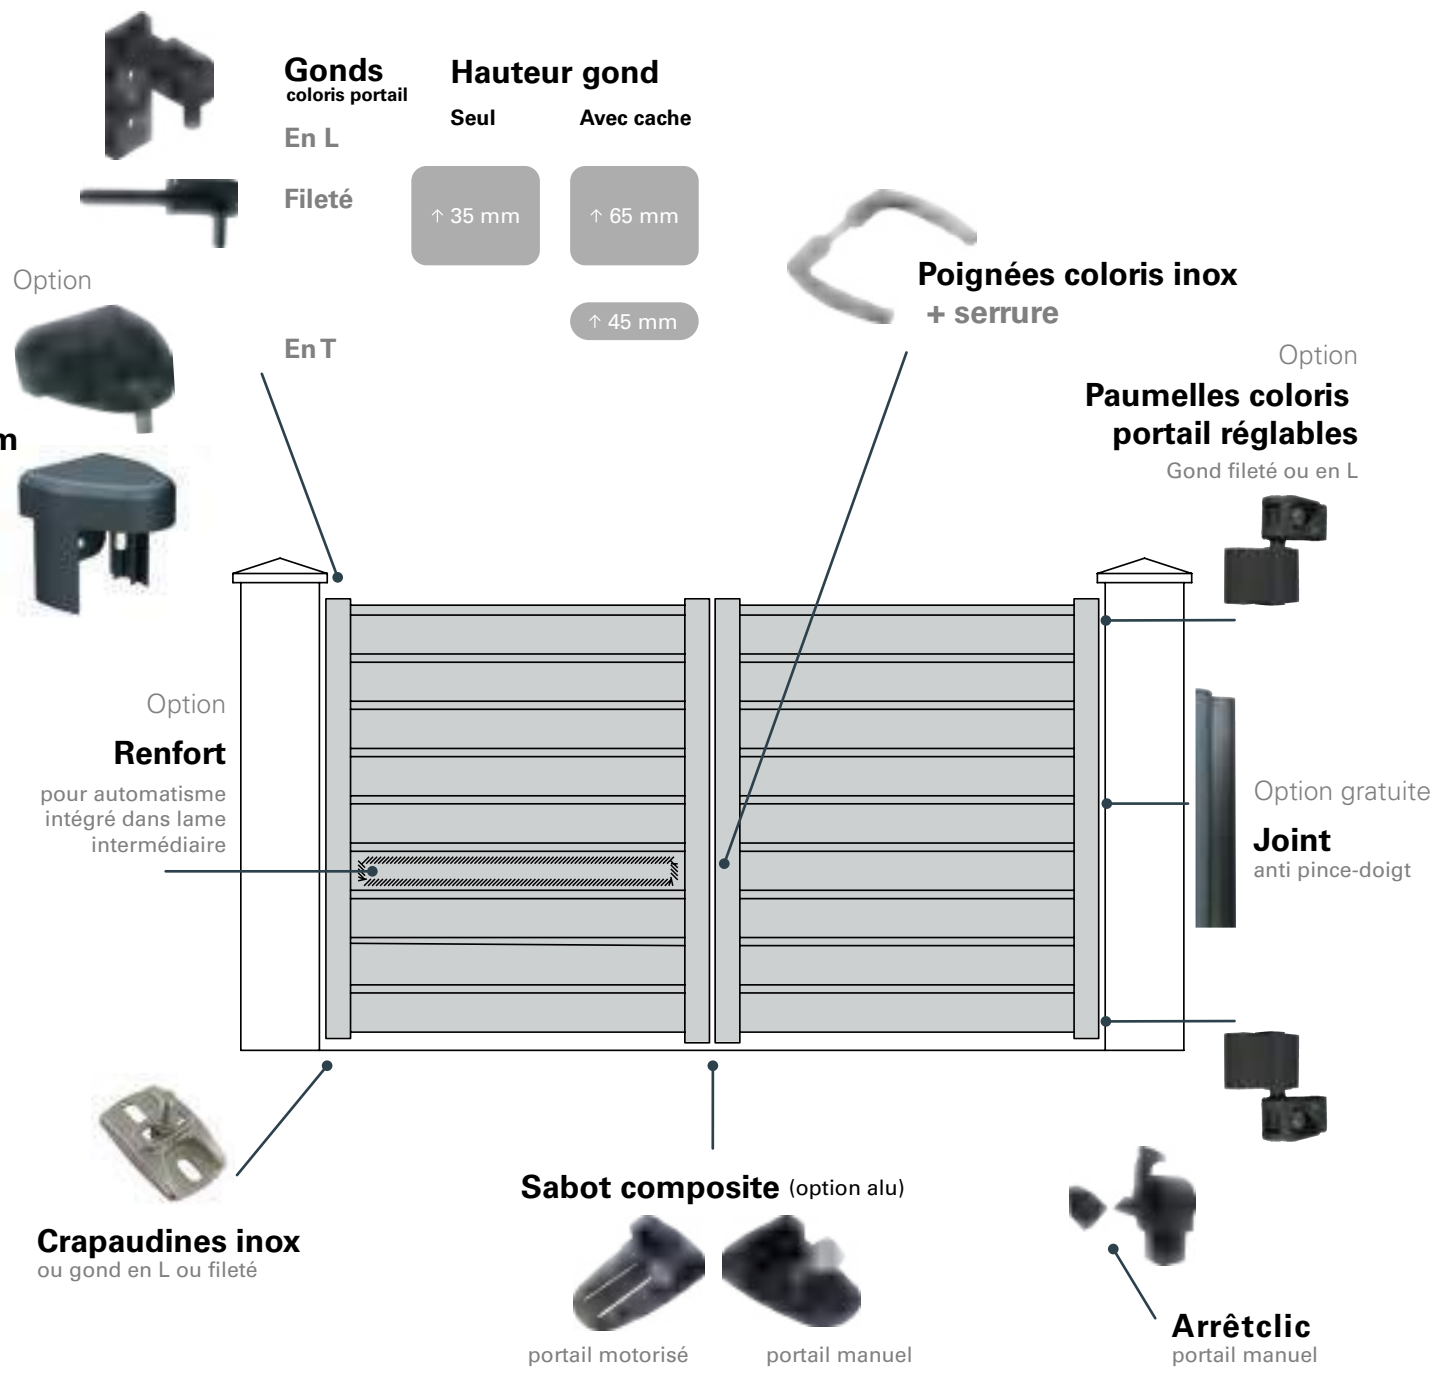 Gonds
coloris portail
Hauteur gond
Seul
Avec cache
En L
Fileté
↑ 35 mm
↑ 65 mm
Option
↑ 45 mm
En T
Poignées coloris inox
+ serrure
Option
Paumelles coloris
portail réglables
Gond fileté ou en L
m
Option
Renfort
pour automatisme
intégré dans lame
intermédiaire
Option gratuite
Joint
anti pince-doigt
Sabot composite (option alu)
Crapaudines inox
ou gond en L ou fileté
portail motorisé
portail manuel
Arrêtclic
portail manuel